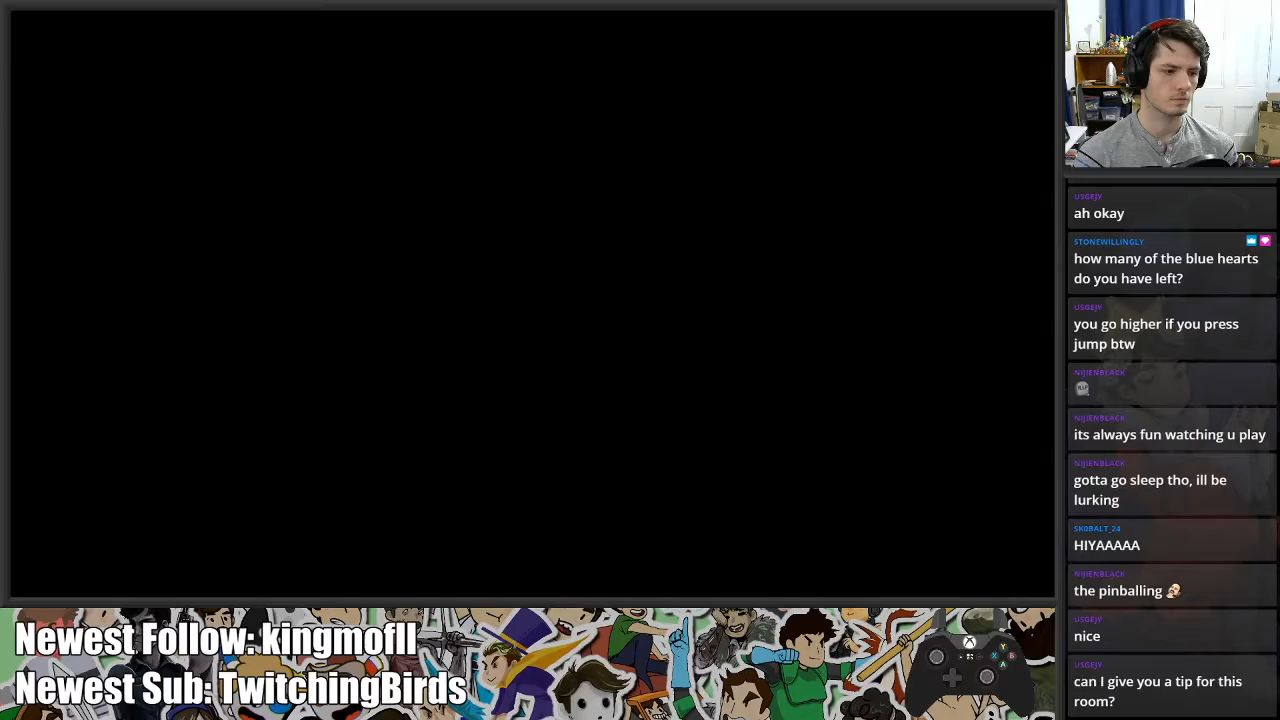 USGEJY
ah okay
STONEWILLINGLY
how many of the blue hearts
do you have left?
USGEJY
you go higher if you press
jump btw
NIJIENBLACK
NIJIENBLACK
its always fun watching u play
NIJIENBLACK
gotta go sleep tho, ill be
lurking
SK0BALT_24
HIYAAAAA
NIJIENBLACK
the pinballing
USGEJY
nice
USGEJY
can I give you a tip for this
room?
Newest Follow: kingmofll
Newest Sub: TwitchingBirds